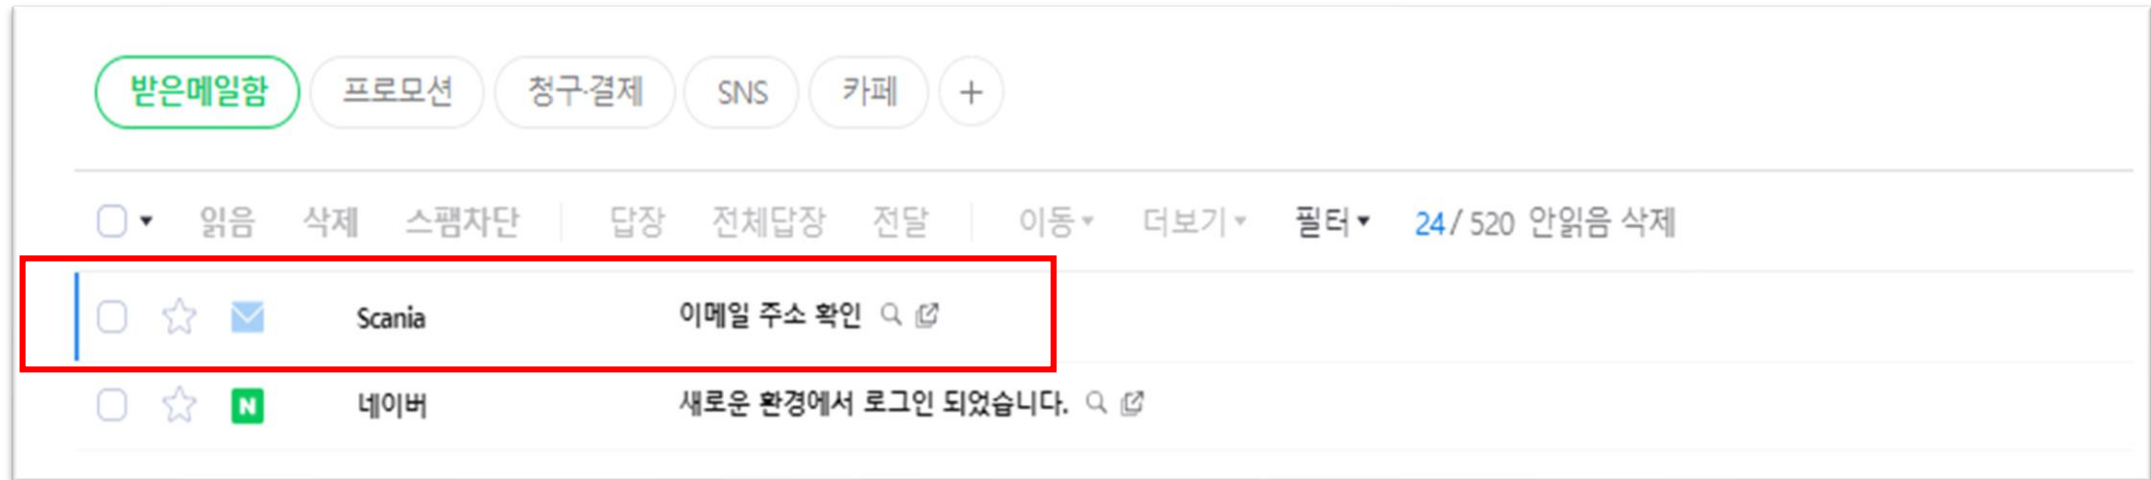 받은메일함 프로모션 청구·결제 SNS 카페 +
읽음 삭제 스팸차단 답장 전체답장 전달 이동 더보기 필터 24 / 520 안읽음 삭제
Scania 이메일 주소 확인
N 네이버 새로운 환경에서 로그인 되었습니다.